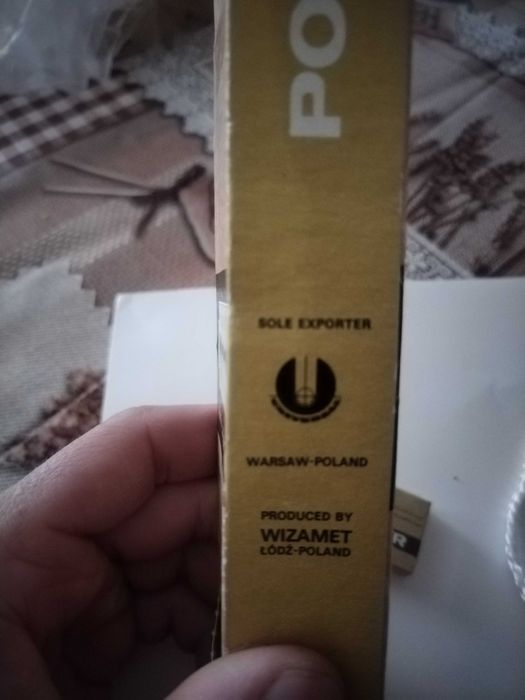 PO
SOLE EXPORTER
WARSAW-POLAND
PRODUCED BY
WIZAMET
ŁÓDŹ-POLAND
R